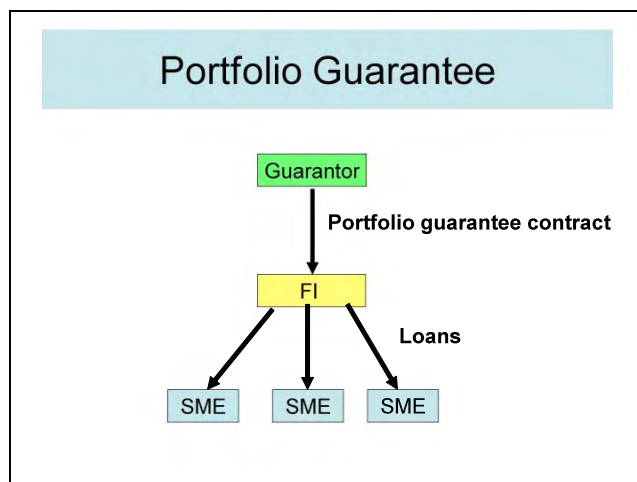 Portfolio Guarantee
Guarantor
Portfolio guarantee contract
FI
Loans
SME
SME
SME